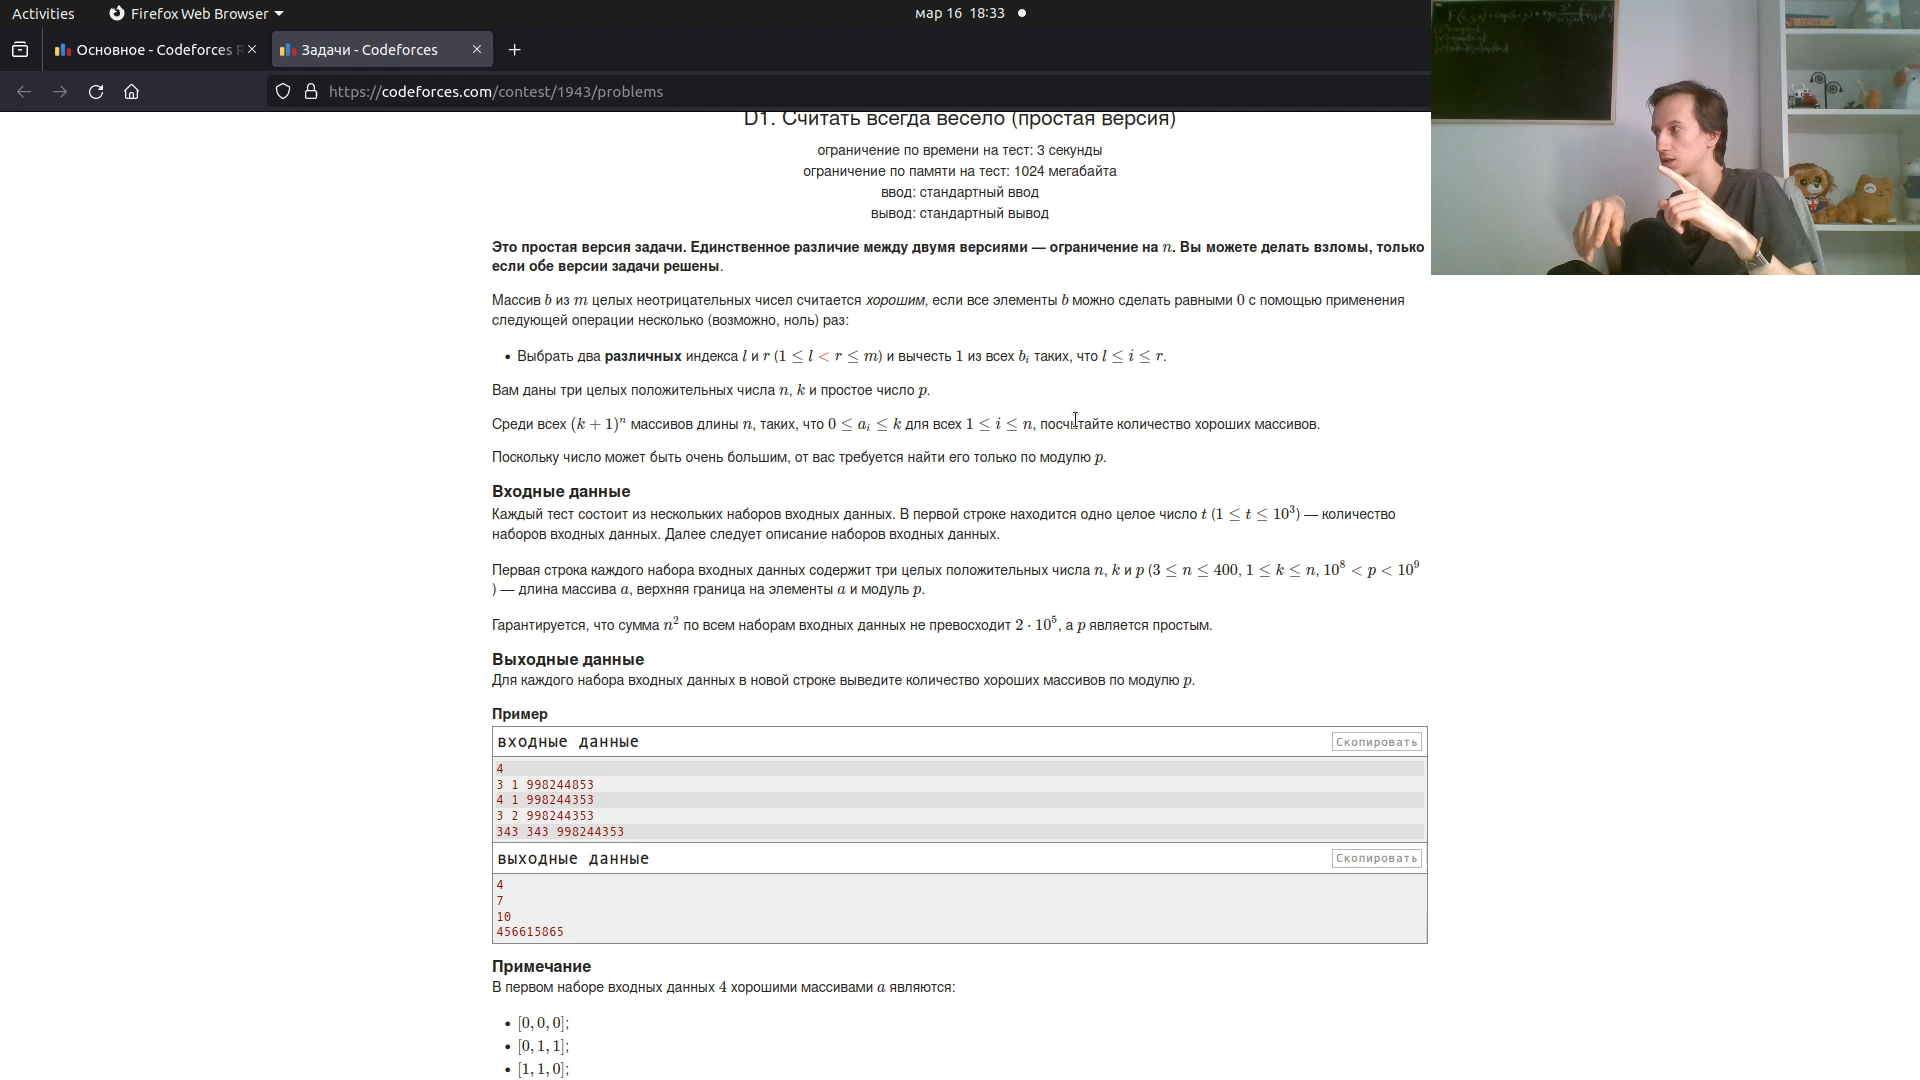 Activities
Firefox Web Browser
мар 16 18:33
Основное - Codeforces
Задачи - Codeforces
https://codeforces.com/contest/1943/problems
D1. Считать всегда весело (простая версия)
ограничение по времени на тест: 3 секунды
ограничение по памяти на тест: 1024 мегабайта
ввод: стандартный ввод
вывод: стандартный вывод
Это простая версия задачи. Единственное различие между двумя версиями — ограничение на n. Вы можете делать взломы, только
если обе версии задачи решены.
Массив b из m целых неотрицательных чисел считается хорошим, если все элементы b можно сделать равными 0 с помощью применения
следующей операции несколько (возможно, ноль) раз:
• Выбрать два различных индекса l и r (1 ≤ l < r ≤ m) и вычесть 1 из всех bᵢ таких, что l ≤ i ≤ r.
Вам даны три целых положительных числа n, k и простое число p.
Среди всех (k + 1)ⁿ массивов длины n, таких, что 0 ≤ aᵢ ≤ k для всех 1 ≤ i ≤ n, посчитайте количество хороших массивов.
Поскольку число может быть очень большим, от вас требуется найти его только по модулю p.
Входные данные
Каждый тест состоит из нескольких наборов входных данных. В первой строке находится одно целое число t (1 ≤ t ≤ 10³) — количество
наборов входных данных. Далее следует описание наборов входных данных.
Первая строка каждого набора входных данных содержит три целых положительных числа n, k и p (3 ≤ n ≤ 400, 1 ≤ k ≤ n, 10⁸ < p < 10⁹
) — длина массива a, верхняя граница на элементы a и модуль p.
Гарантируется, что сумма n² по всем наборам входных данных не превосходит 2 · 10⁵, а p является простым.
Выходные данные
Для каждого набора входных данных в новой строке выведите количество хороших массивов по модулю p.
Пример
входные данные
Скопировать
4
3 1 998244853
4 1 998244353
3 2 998244353
343 343 998244353
выходные данные
Скопировать
4
7
10
456615865
Примечание
В первом наборе входных данных 4 хорошими массивами a являются:
• [0, 0, 0];
• [0, 1, 1];
• [1, 1, 0];